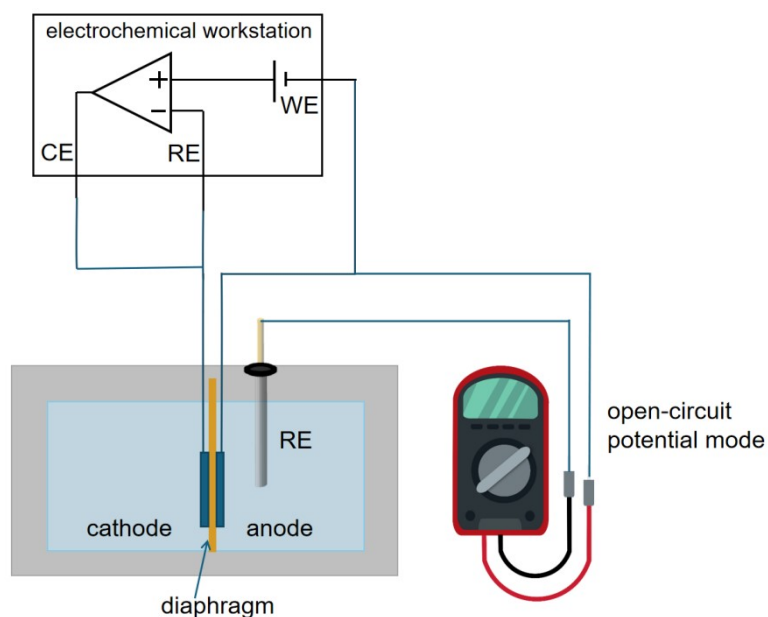 electrochemical workstation
+
−
WE
CE
RE
RE
open-circuit
potential mode
cathode
anode
diaphragm